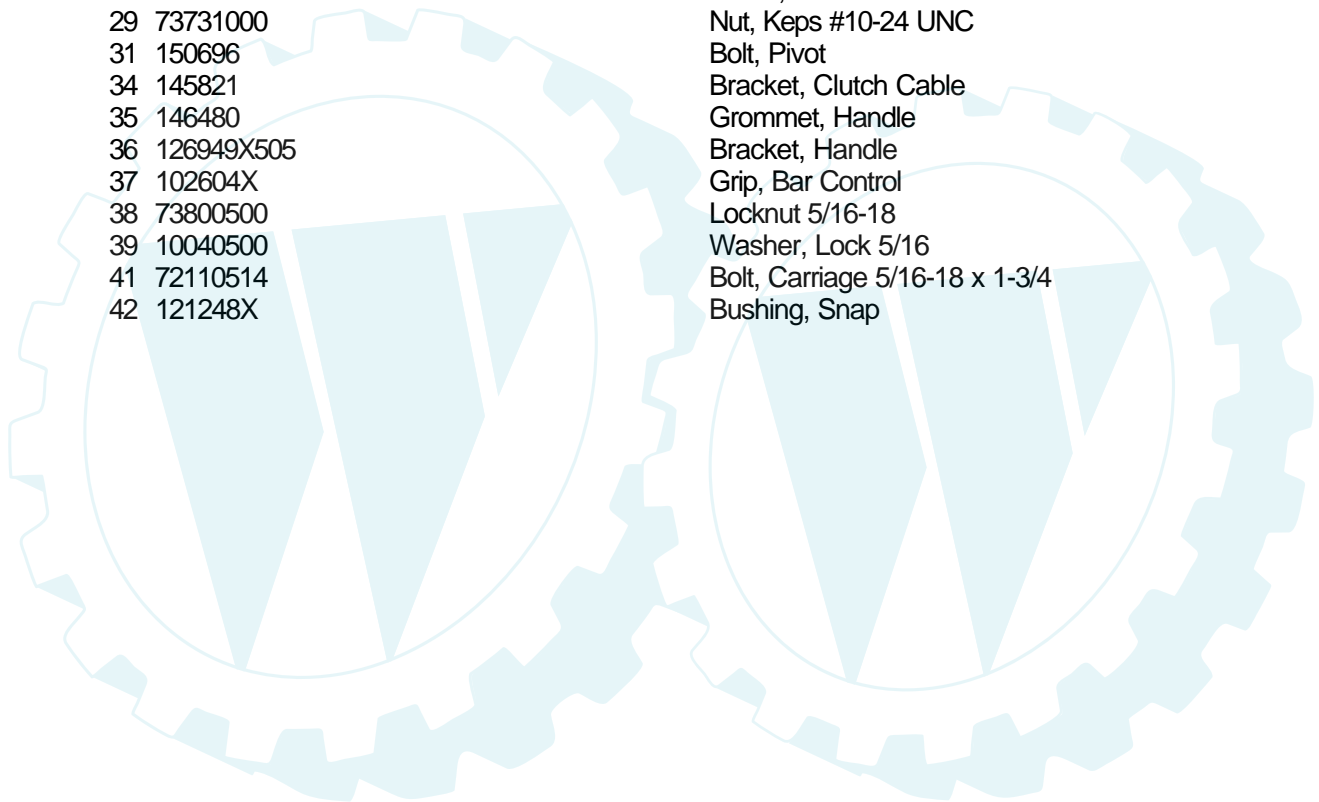 29 73731000 Nut, Keps #10-24 UNC
31 150696 Bolt, Pivot
34 145821 Bracket, Clutch Cable
35 146480 Grommet, Handle
36 126949X505 Bracket, Handle
37 102604X Grip, Bar Control
38 73800500 Locknut 5/16-18
39 10040500 Washer, Lock 5/16
41 72110514 Bolt, Carriage 5/16-18 x 1-3/4
42 121248X Bushing, Snap